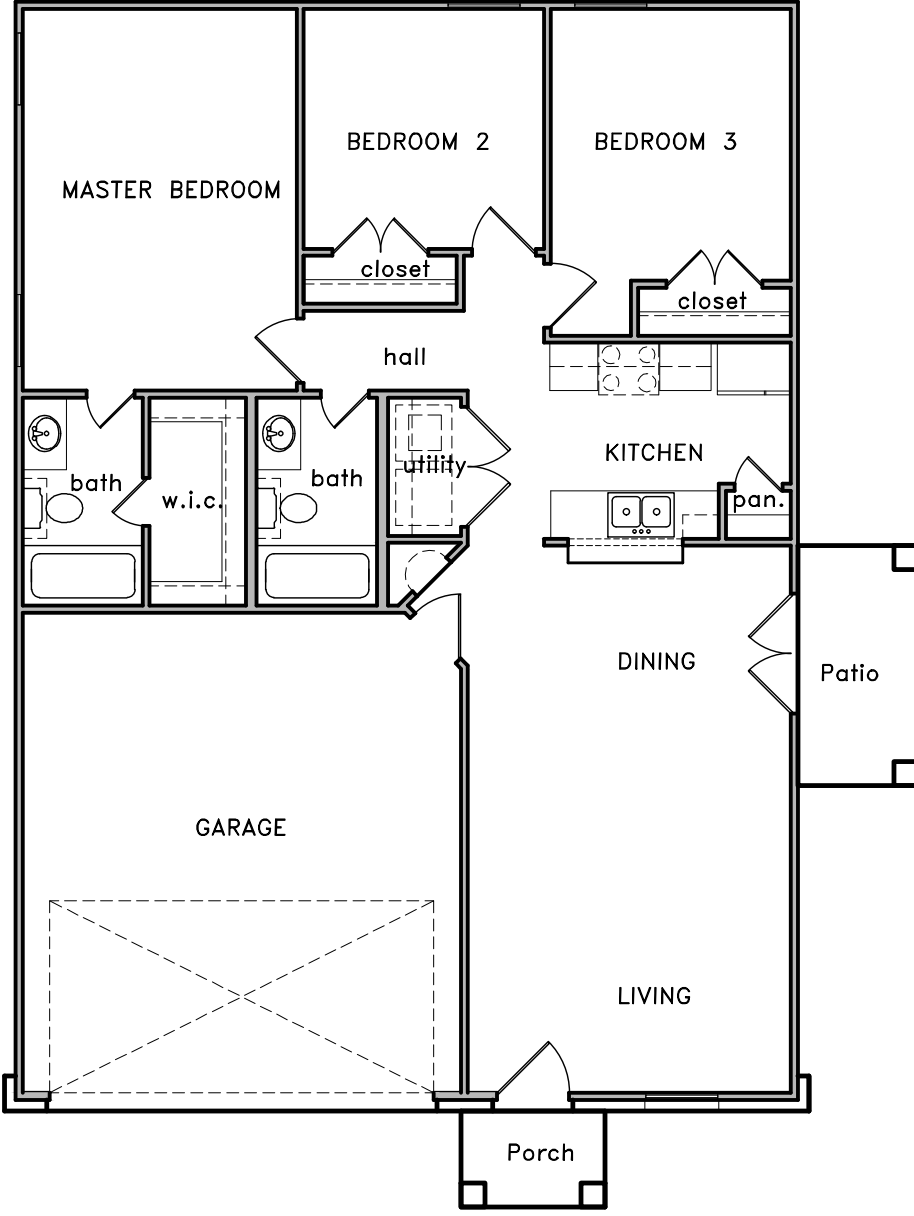 BEDROOM 2
BEDROOM 3
MASTER BEDROOM
closet
closet
hall
KITCHEN
utility
bath
bath
w.i.c.
pan.
DINING
Patio
GARAGE
LIVING
Porch